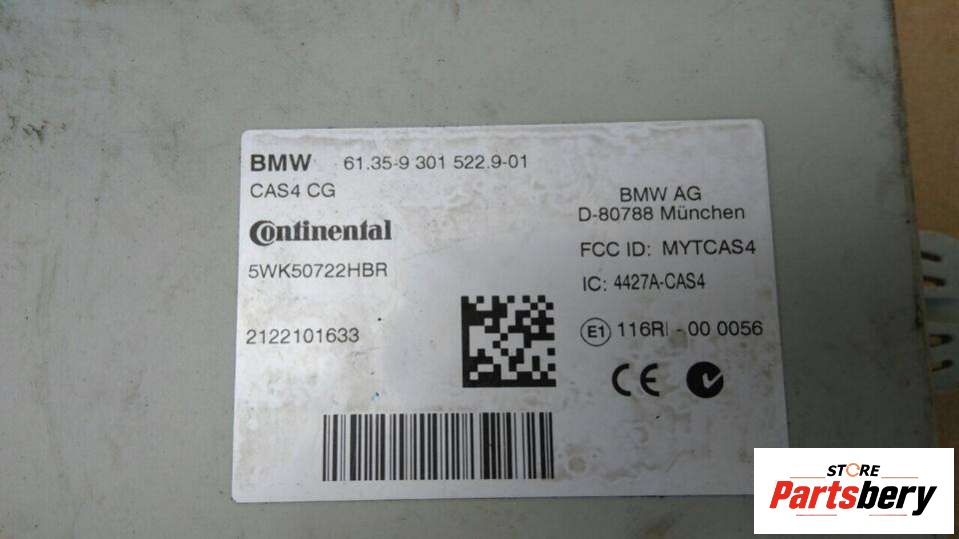 BMW 61.35-9 301 522.9-01
CAS4 CG
Continental
5WK50722HBR
2122101633
BMW AG
D-80788 München
FCC ID: MYTCAS4
IC: 4427A-CAS4
E1 116RI - 00 0056
CE
STORE
Partsbery